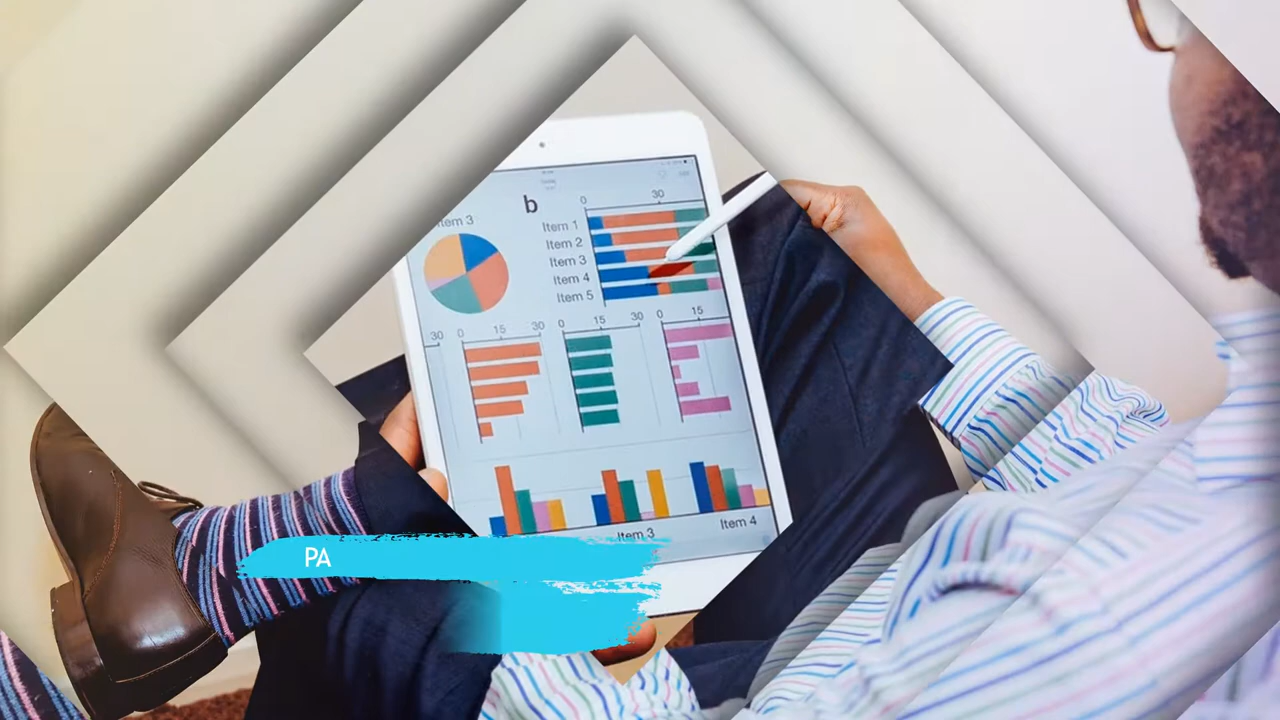 Item 3
b
0 30
Item 1
Item 2
Item 3
Item 4
Item 5
30 0 15 30 0 15 30 0 15
Item 3
Item 4
PA